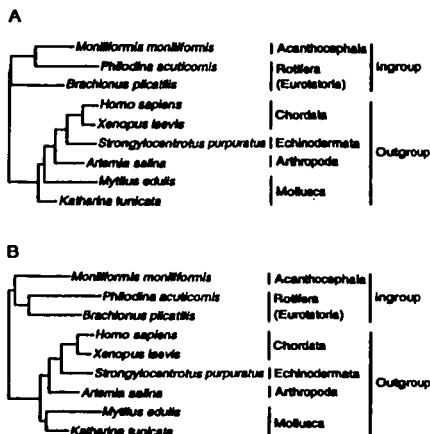 A
Moniliformis moniliformis Acanthocephala
Philodina acuticornis Rotifera
Brachionus plicatilis (Eurotatoria)
Ingroup
Homo sapiens
Xenopus laevis
Chordata
Strongylocentrotus purpuratus Echinodermata
Artemia salina Arthropoda
Outgroup
Mytilus edulis
Katharina tunicata
Mollusca
B
Moniliformis moniliformis Acanthocephala
Philodina acuticornis Rotifera
Brachionus plicatilis (Eurotatoria)
Ingroup
Homo sapiens
Xenopus laevis
Chordata
Strongylocentrotus purpuratus Echinodermata
Artemia salina Arthropoda
Outgroup
Mytilus edulis
Katharina tunicata
Mollusca